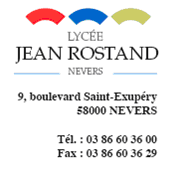 LYCÉE
JEAN ROSTAND
NEVERS
9, boulevard Saint-Exupéry
58000 NEVERS
Tél. : 03 86 60 36 00
Fax : 03 86 60 36 29